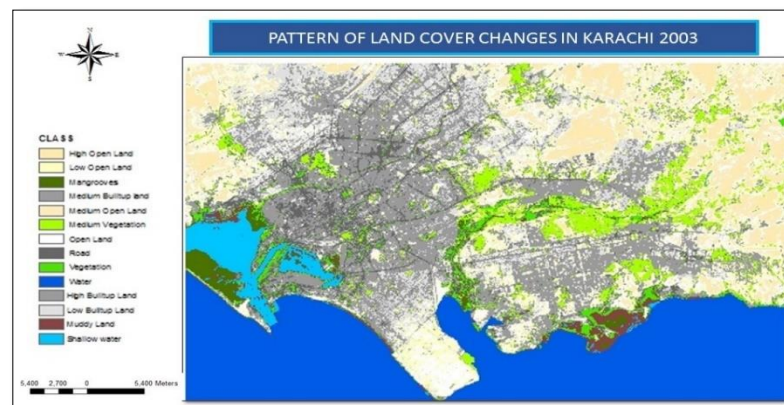 PATTERN OF LAND COVER CHANGES IN KARACHI 2003
N
W
E
S
CLASS
High Open Land
Low Open Land
Mangrooves
Medium Builtup land
Medium Open Land
Medium Vegetation
Open Land
Road
Vegetation
Water
High Builtup Land
Low Builtup Land
Muddy Land
Shallow water
5,400 2,700 0 5,400 Meters